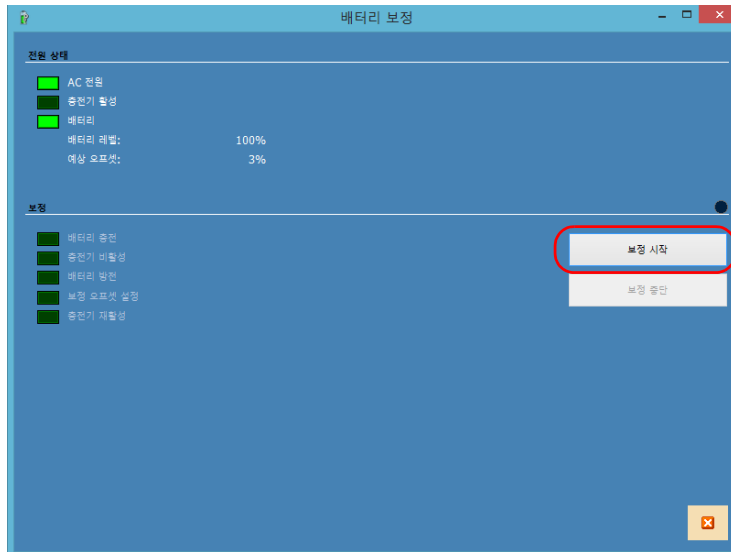 배터리 보정
전원 상태
AC 전원
충전기 활성
배터리
배터리 레벨: 100%
예상 오프셋: 3%
보정
배터리 충전
충전기 비활성
배터리 방전
보정 오프셋 설정
충전기 재활성
보정 시작
보정 중단